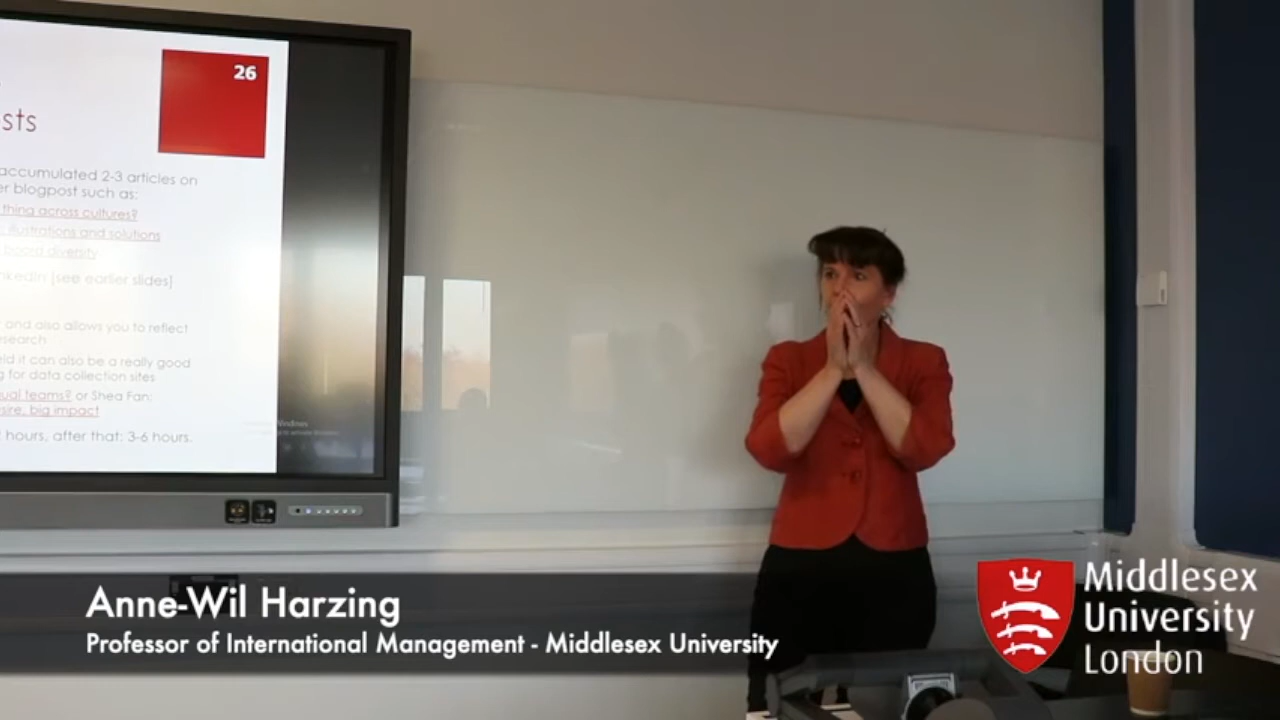 26
sts
accumulated 2-3 articles on
er blogpost such as:
thing across cultures?
illustrations and solutions
board diversity
nkedIn [see earlier slides]
and also allows you to reflect
esearch
eld it can also be a really good
g for data collection sites
ual teams? or Shea Fan:
sire, big impact
hours, after that: 3-6 hours.
Anne-Wil Harzing
Professor of International Management - Middlesex University
Middlesex
University
London